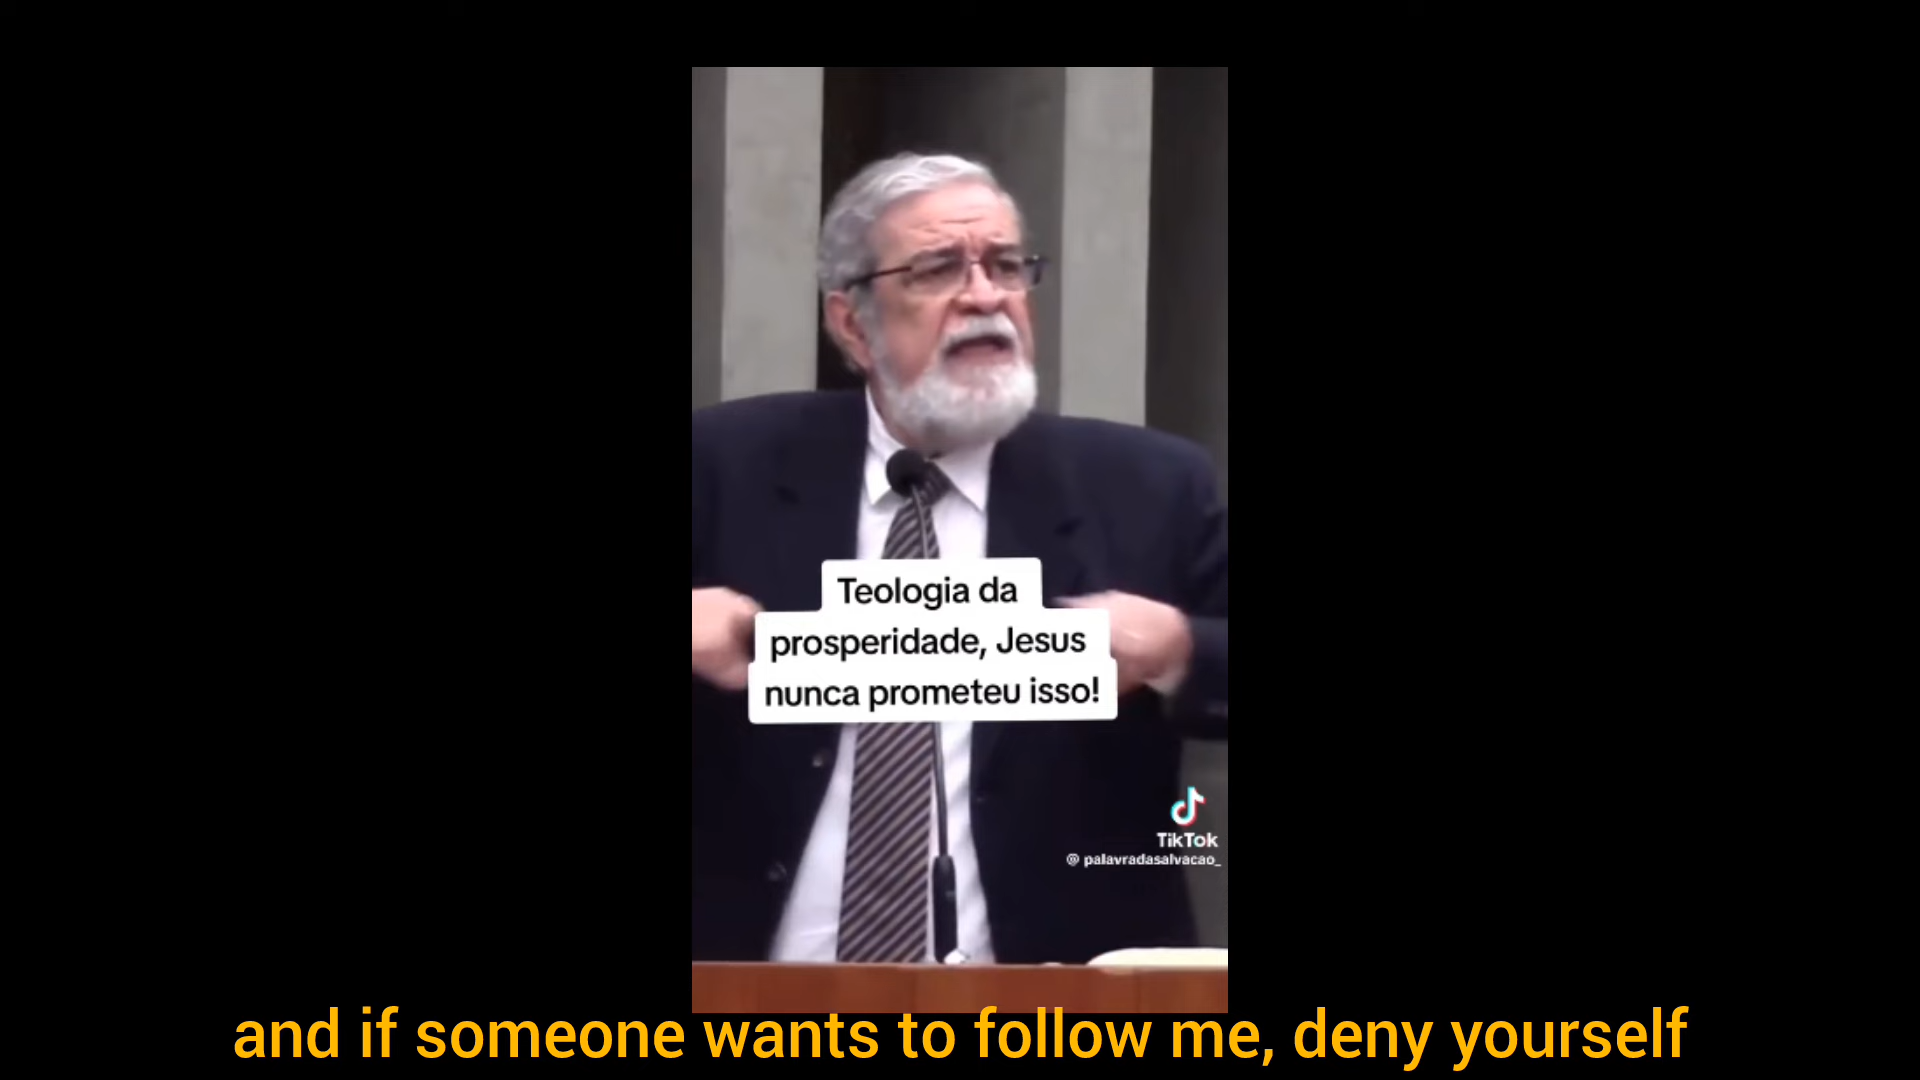 Teologia da
prosperidade, Jesus
nunca prometeu isso!
TikTok
@ palavradasalvacao_
and if someone wants to follow me, deny yourself